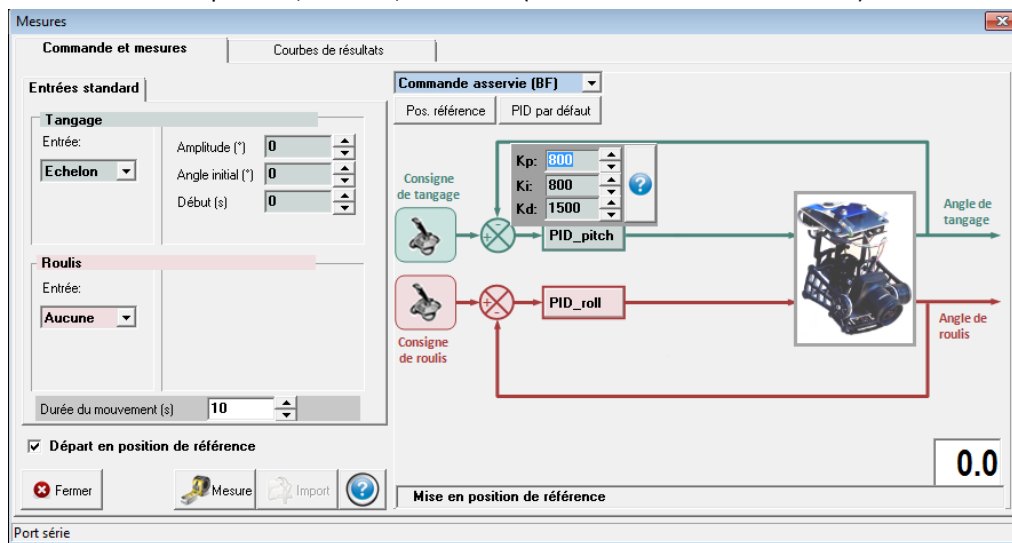 Mesures
Commande et mesures
Courbes de résultats
Entrées standard
Tangage
Entrée:
Echelon
Amplitude (°) 0
Angle initial (°) 0
Début (s) 0
Roulis
Entrée:
Aucune
Durée du mouvement (s) 10
Départ en position de référence
Fermer
Mesure
Import
Commande asservie (BF)
Pos. référence
PID par défaut
Kp: 800
Ki: 800
Kd: 1500
Consigne
de tangage
PID_pitch
Angle de
tangage
PID_roll
Consigne
de roulis
Angle de
roulis
0.0
Mise en position de référence
Port série